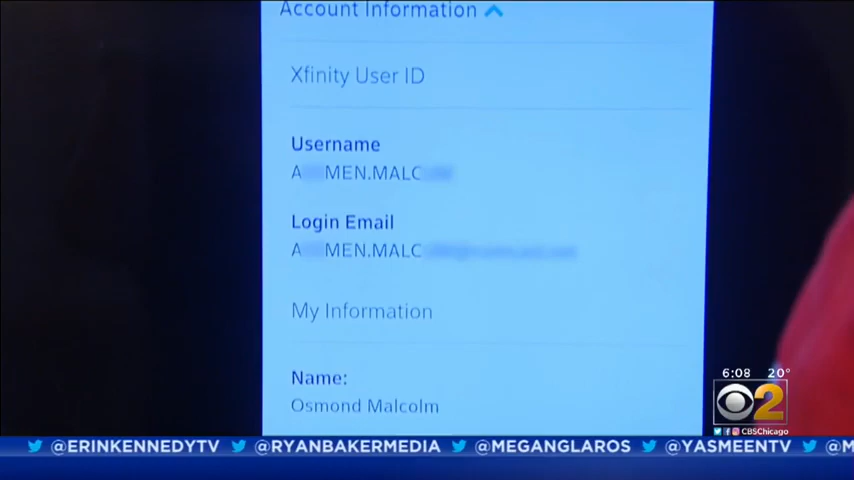 Account Information
Xfinity User ID
Username
A MEN.MALC
Login Email
A MEN.MALC
My Information
Name:
Osmond Malcolm
6:08 20°
2
CBSChicago
@ERINKENNEDYTV @RYANBAKERMEDIA @MEGANGLAROS @YASMEENTV @M